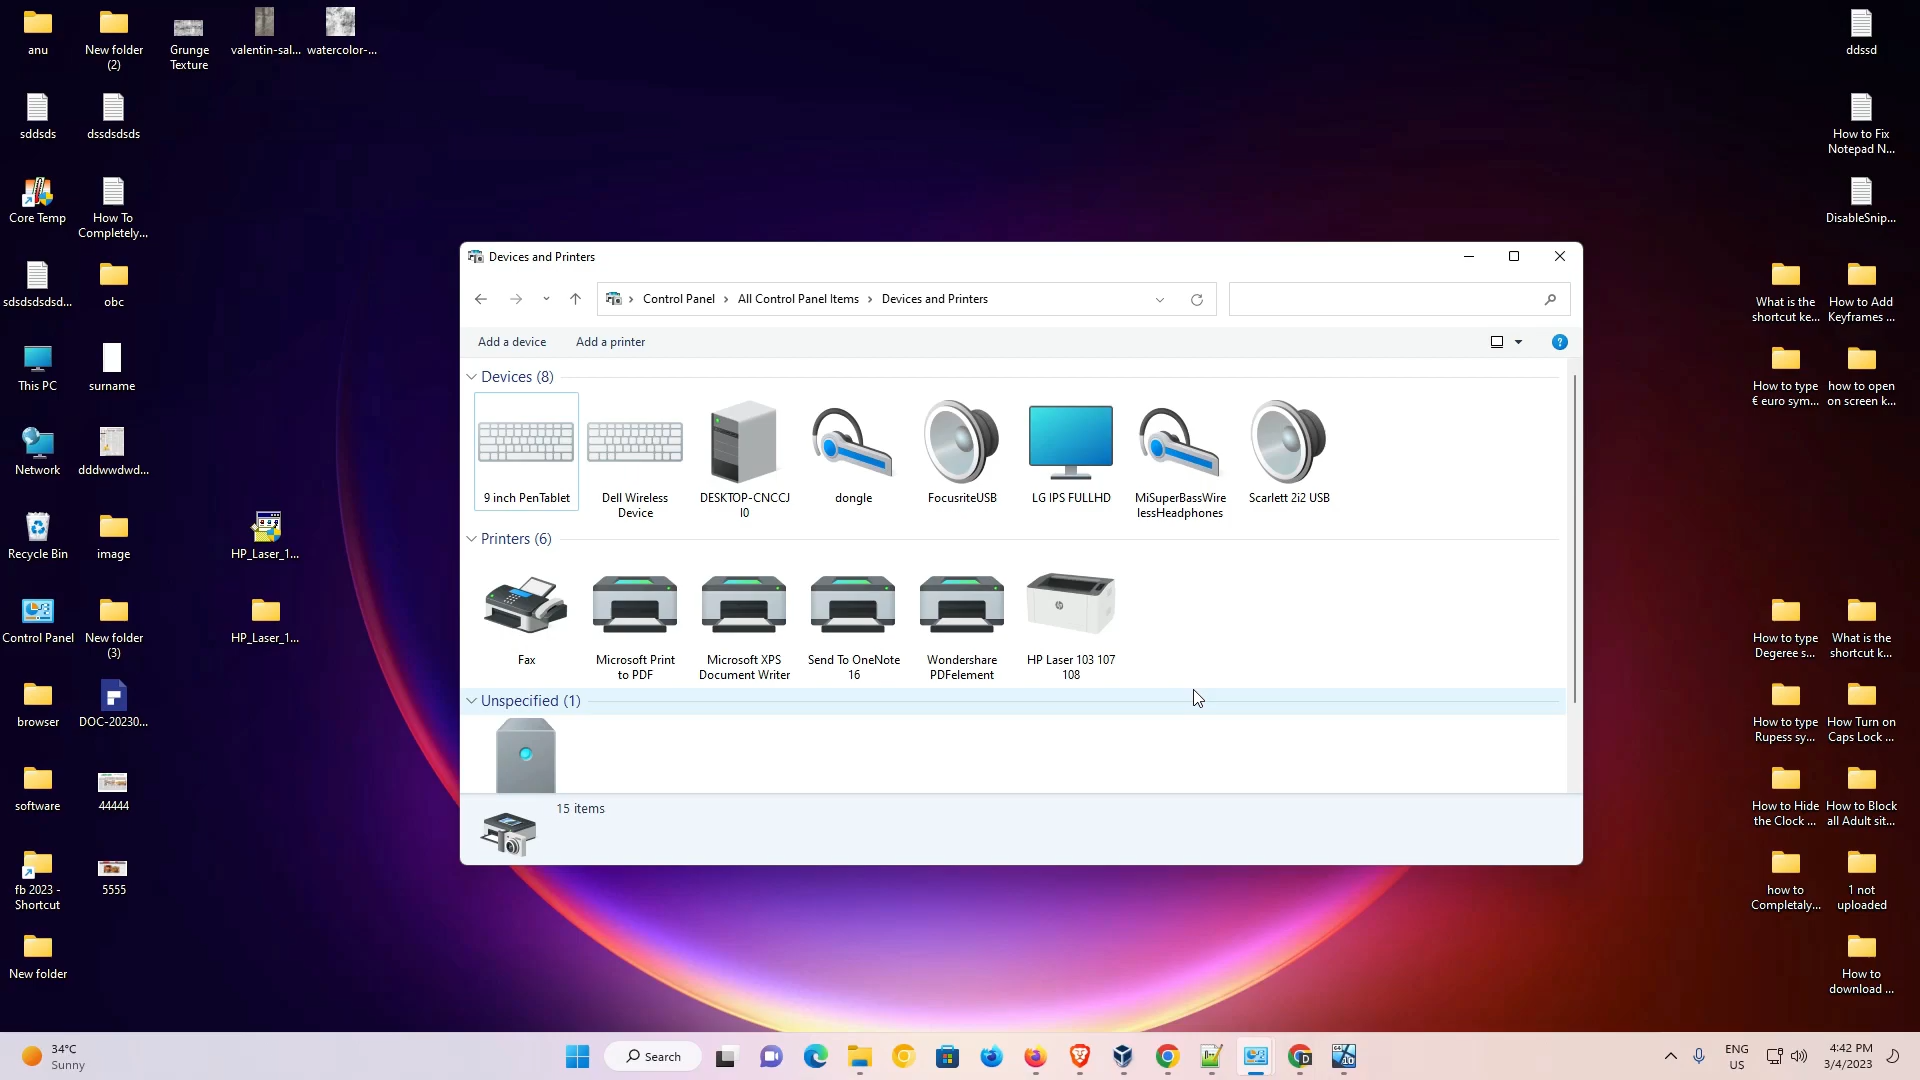 anu
New folder
(2)
Grunge
Texture
valentin-sal...
watercolor-...
ddssd
sddsds
dssdsdsds
How to Fix
Notepad N...
Core Temp
How To
Completely...
DisableSnip...
Devices and Printers
Control Panel
All Control Panel Items
Devices and Printers
sdsdsdsdsd...
obc
What is the
shortcut ke...
How to Add
Keyframes ...
Add a device
Add a printer
This PC
surname
How to type
€ euro sym...
how to open
on screen k...
Devices (8)
Network
dddwwdwd...
9 inch PenTablet
Dell Wireless
Device
DESKTOP-CNCCJ
I0
dongle
FocusriteUSB
LG IPS FULLHD
MiSuperBassWire
lessHeadphones
Scarlett 2i2 USB
Recycle Bin
image
HP_Laser_1...
Printers (6)
Control Panel
New folder
(3)
HP_Laser_1...
Fax
Microsoft Print
to PDF
Microsoft XPS
Document Writer
Send To OneNote
16
Wondershare
PDFelement
HP Laser 103 107
108
How to type
Degeree s...
What is the
shortcut k...
Unspecified (1)
browser
DOC-20230...
How to type
Rupess sy...
How Turn on
Caps Lock ...
software
44444
15 items
How to Hide
the Clock ...
How to Block
all Adult sit...
fb 2023 -
Shortcut
5555
how to
Completaly...
1 not
uploaded
New folder
How to
download ...
34°C
Sunny
Search
ENG
US
4:42 PM
3/4/2023